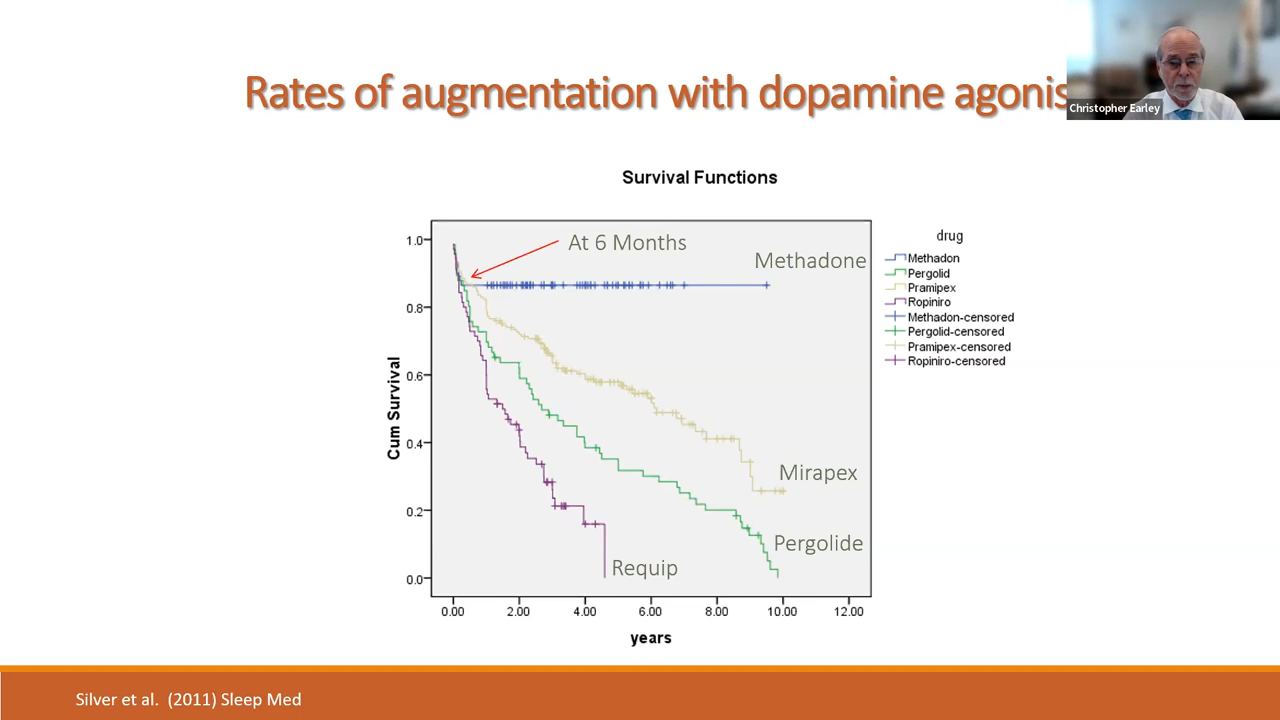 Rates of augmentation with dopamine agonis
Christopher Earley
Survival Functions
At 6 Months
Methadone
Mirapex
Pergolide
Requip
drug
Methadon
Pergolid
Pramipex
Ropiniro
Methadon-censored
Pergolid-censored
Pramipex-censored
Ropiniro-censored
Cum Survival
1.0
0.8
0.6
0.4
0.2
0.0
0.00 2.00 4.00 6.00 8.00 10.00 12.00
years
Silver et al. (2011) Sleep Med